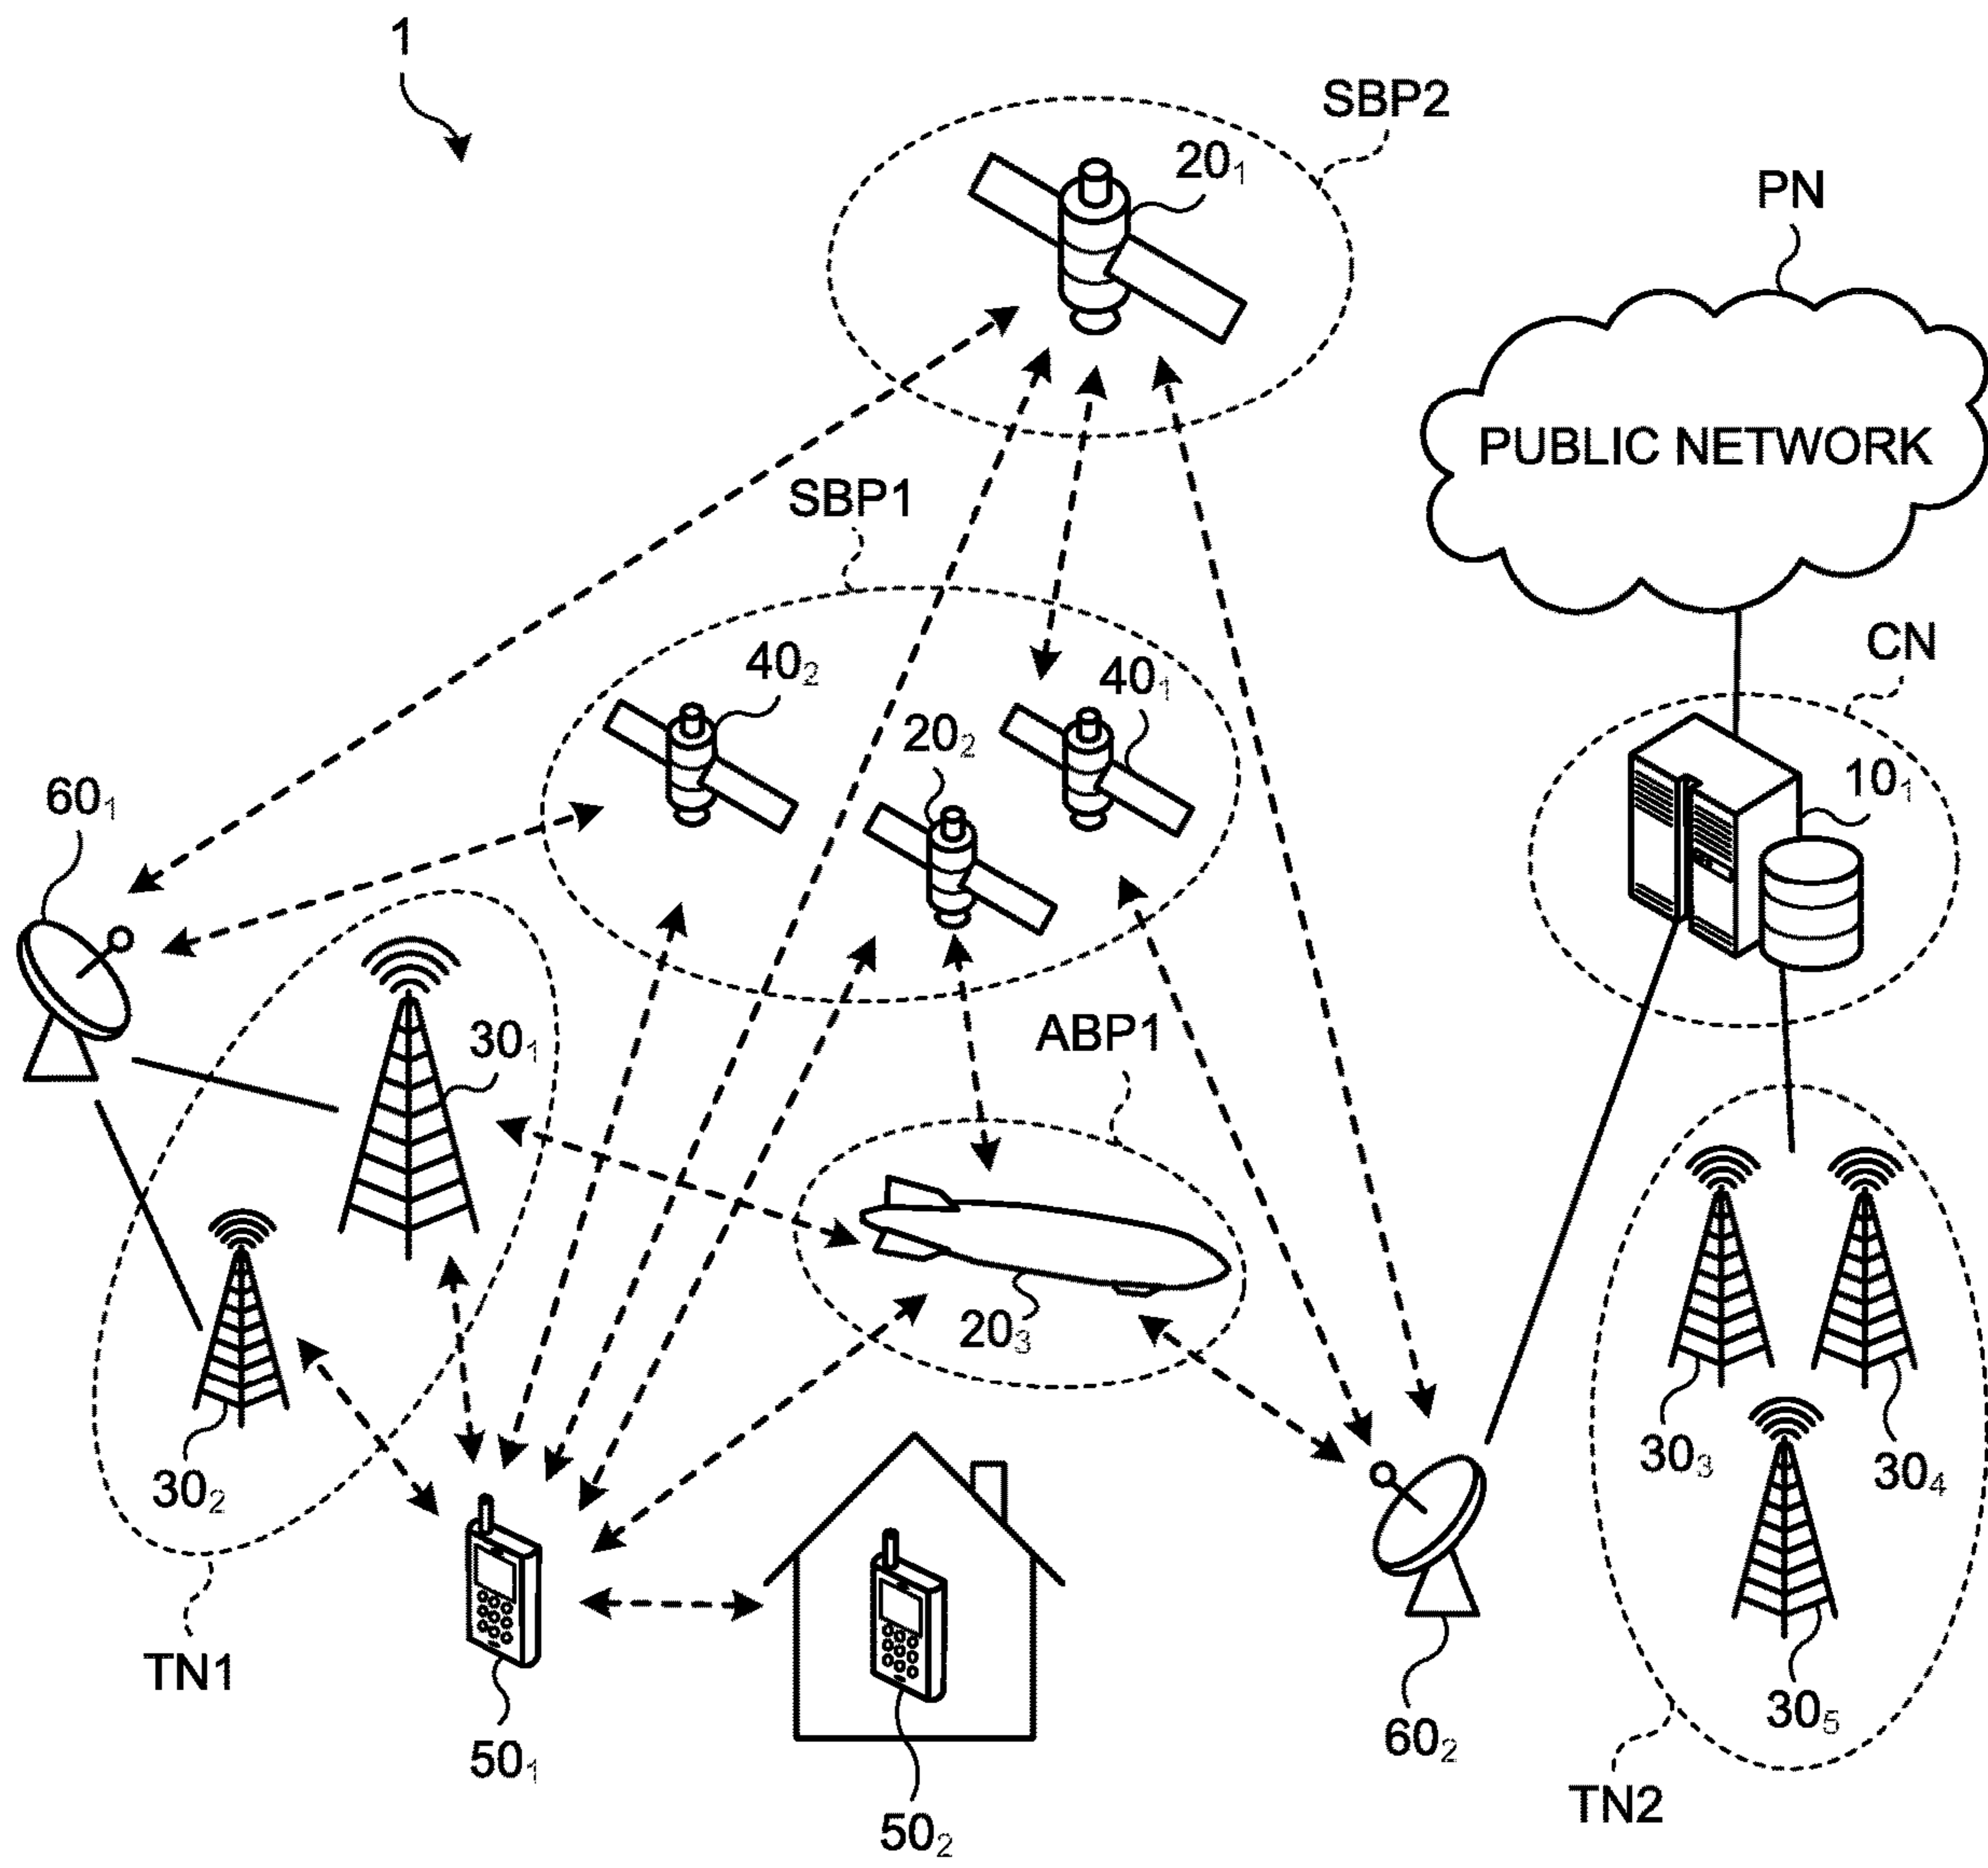 1
SBP2
20₁
PN
PUBLIC NETWORK
SBP1
CN
40₂
40₁
20₂
10₁
60₁
ABP1
30₁
20₃
30₃
30₄
30₂
TN1
30₅
60₂
50₁
TN2
50₂